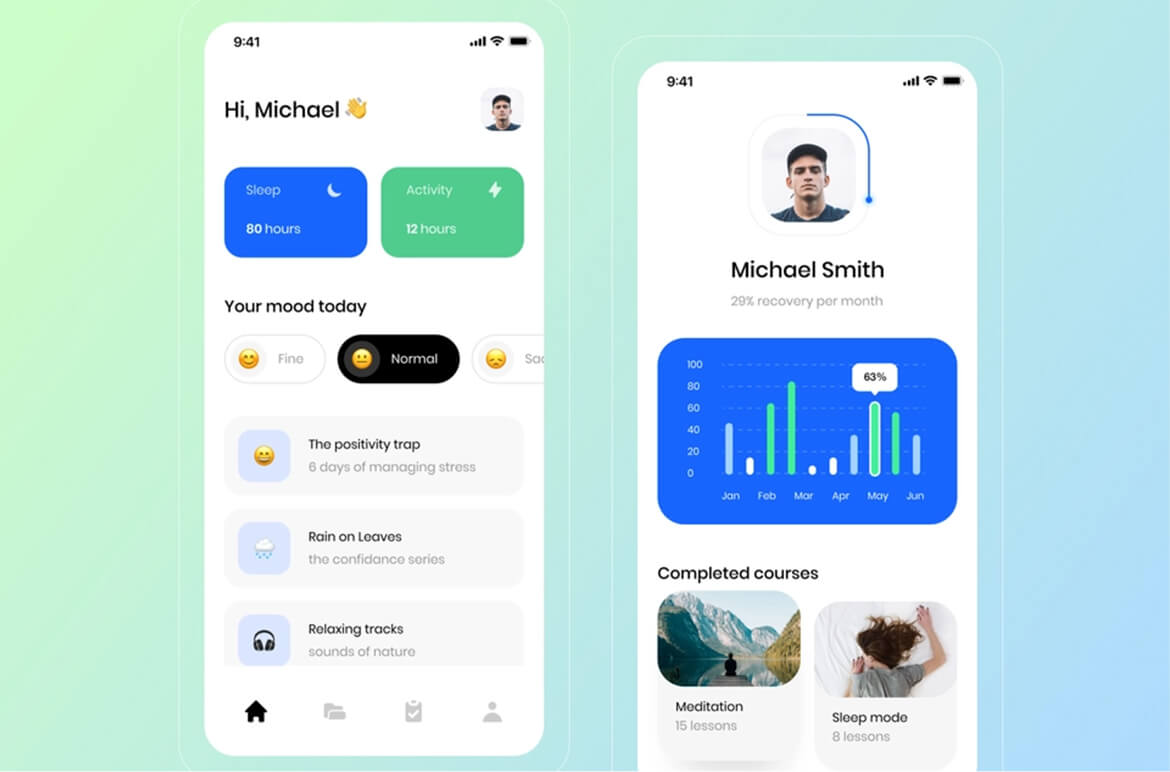 9:41
Hi, Michael 👋
Sleep
80 hours
Activity
12 hours
Your mood today
Fine
Normal
Sad
The positivity trap
6 days of managing stress
Rain on Leaves
the confidance series
Relaxing tracks
sounds of nature
9:41
Michael Smith
29% recovery per month
100
80
60
40
20
0
63%
Jan Feb Mar Apr May Jun
Completed courses
Meditation
15 lessons
Sleep mode
8 lessons